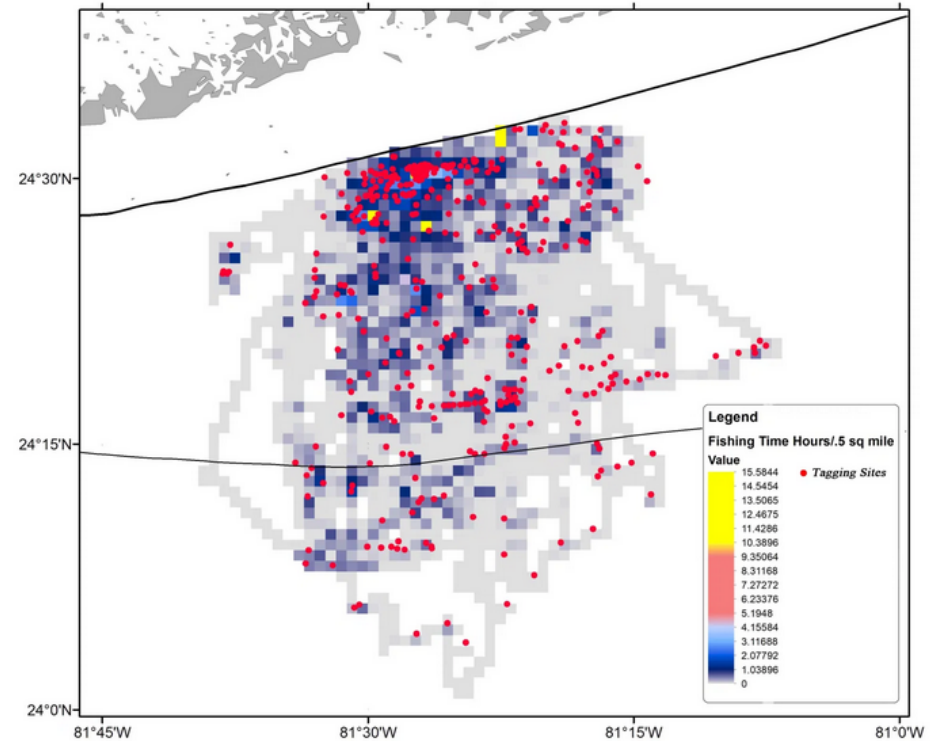 24°30'N
24°15'N
24°0'N
81°45'W
81°30'W
81°15'W
81°0'W
Legend
Fishing Time Hours/.5 sq mile
Value
15.5844
14.5454
13.5065
12.4675
11.4286
10.3896
9.35064
8.31168
7.27272
6.23376
5.1948
4.15584
3.11688
2.07792
1.03896
0
Tagging Sites